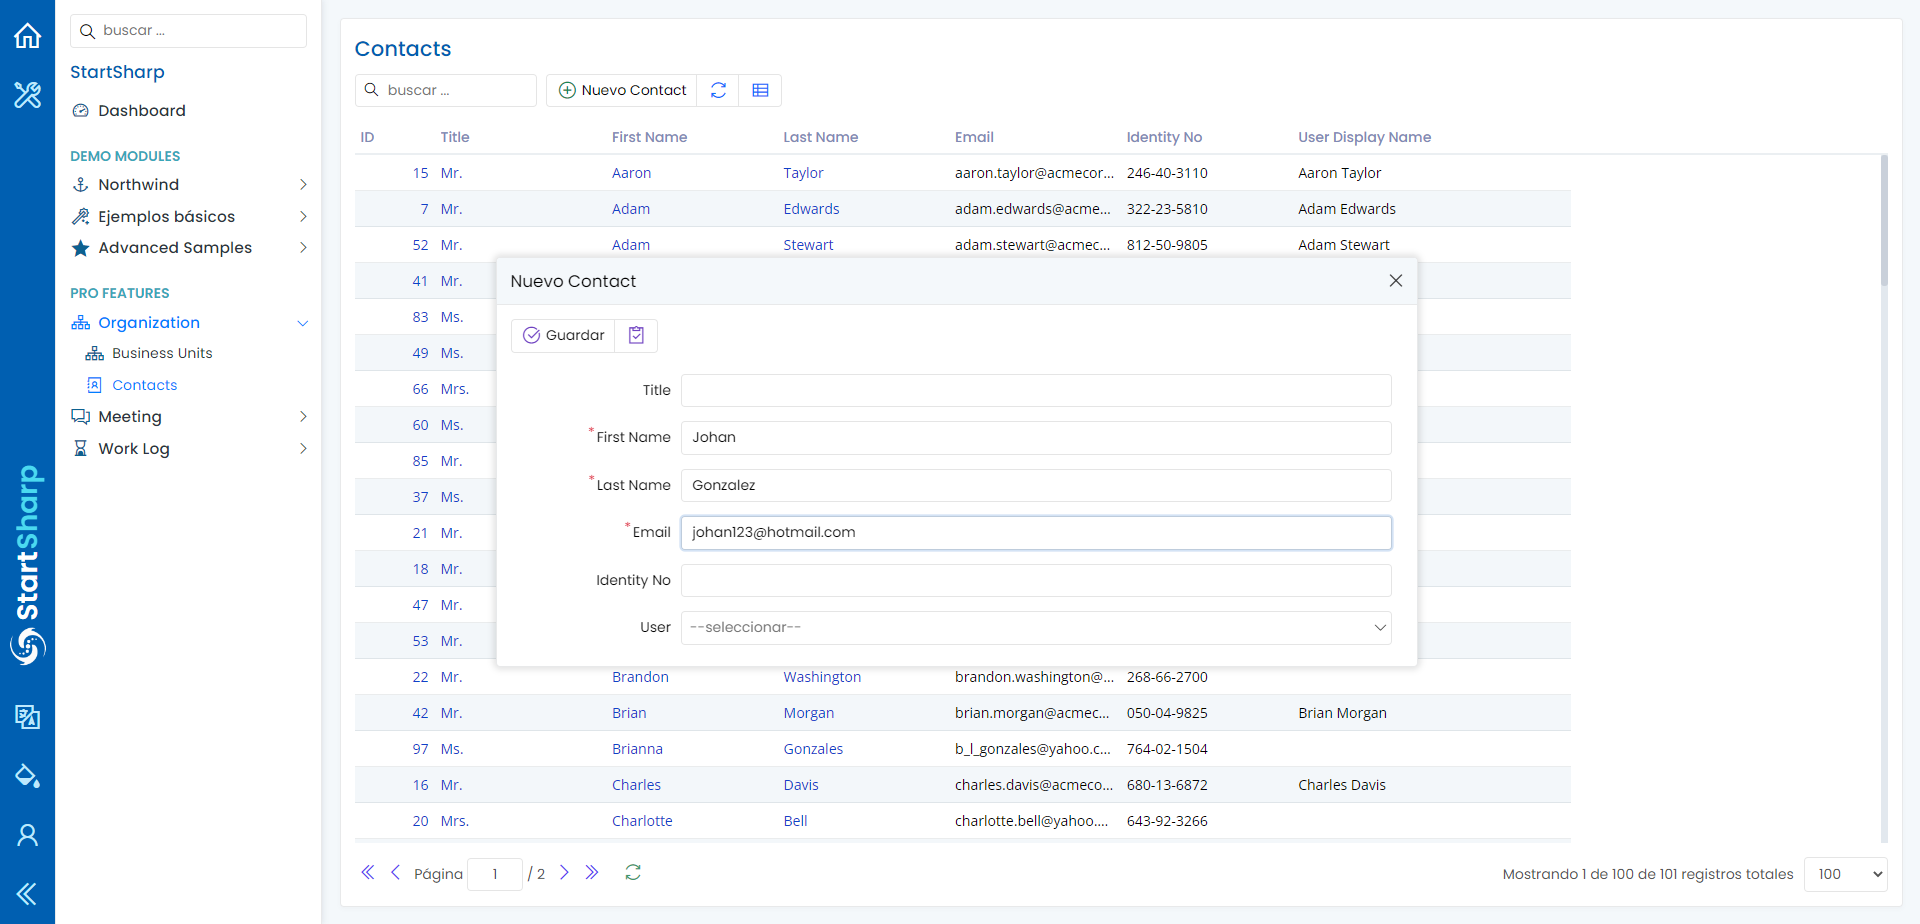 buscar ...
StartSharp
Dashboard
DEMO MODULES
Northwind
Ejemplos básicos
Advanced Samples
PRO FEATURES
Organization
Business Units
Contacts
Meeting
Work Log
StartSharp
Contacts
buscar ...
Nuevo Contact
ID Title First Name Last Name Email Identity No User Display Name
15 Mr. Aaron Taylor aaron.taylor@acmecor... 246-40-3110 Aaron Taylor
7 Mr. Adam Edwards adam.edwards@acme... 322-23-5810 Adam Edwards
52 Mr. Adam Stewart adam.stewart@acmec... 812-50-9805 Adam Stewart
41 Mr.
83 Ms.
49 Ms.
66 Mrs.
60 Ms.
85 Mr.
37 Ms.
21 Mr.
18 Mr.
47 Mr.
53 Mr.
Nuevo Contact
Guardar
Title
*First Name Johan
*Last Name Gonzalez
*Email johan123@hotmail.com
Identity No
User --seleccionar--
22 Mr. Brandon Washington brandon.washington@... 268-66-2700
42 Mr. Brian Morgan brian.morgan@acmec... 050-04-9825 Brian Morgan
97 Ms. Brianna Gonzales b_l_gonzales@yahoo.c... 764-02-1504
16 Mr. Charles Davis charles.davis@acmeco... 680-13-6872 Charles Davis
20 Mrs. Charlotte Bell charlotte.bell@yahoo.... 643-92-3266
Página 1 / 2
Mostrando 1 de 100 de 101 registros totales 100